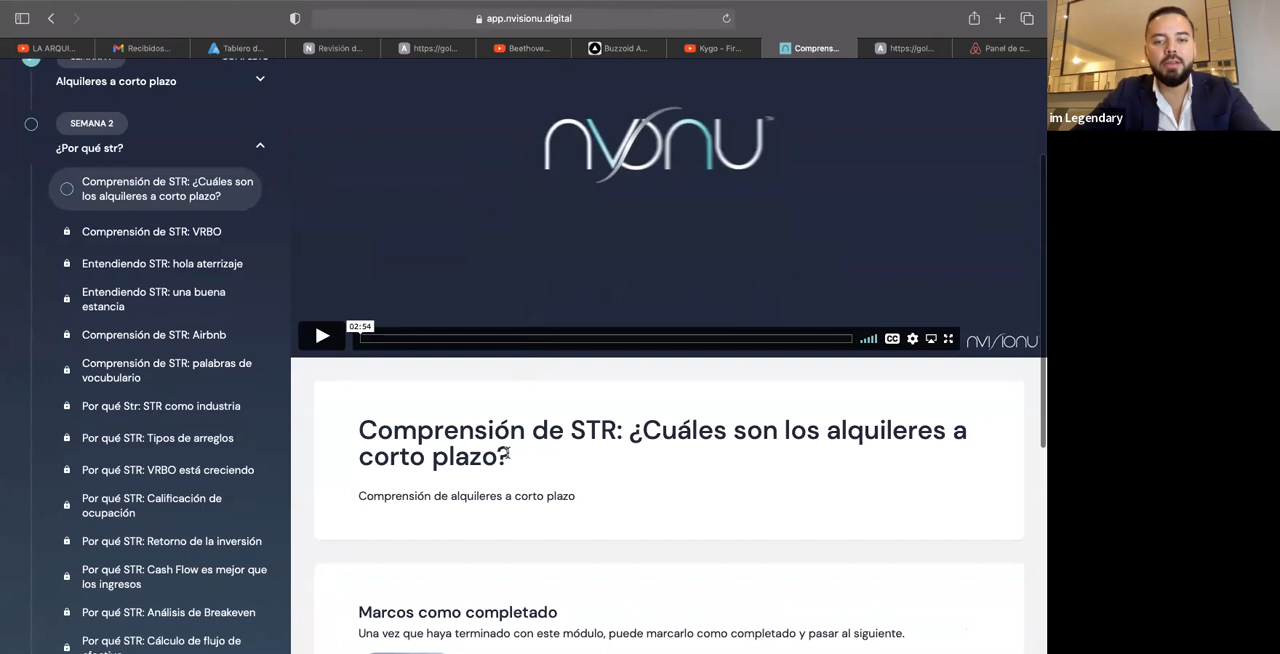 app.nvisionu.digital
LA ARQUI...
Recibidos...
Tablero d...
Revisión d...
https://gol...
Beethove...
Buzzoid A...
Kygo - Fir...
Comprens...
https://gol...
Panel de c...
Alquileres a corto plazo
SEMANA 2
¿Por qué str?
Comprensión de STR: ¿Cuáles son
los alquileres a corto plazo?
Comprensión de STR: VRBO
Entendiendo STR: hola aterrizaje
Entendiendo STR: una buena
estancia
Comprensión de STR: Airbnb
Comprensión de STR: palabras de
vocubulario
Por qué Str: STR como industria
Por qué STR: Tipos de arreglos
Por qué STR: VRBO está creciendo
Por qué STR: Calificación de
ocupación
Por qué STR: Retorno de la inversión
Por qué STR: Cash Flow es mejor que
los ingresos
Por qué STR: Análisis de Breakeven
Por qué STR: Cálculo de flujo de
nvisionu
02:54
CC
nvisionu
Comprensión de STR: ¿Cuáles son los alquileres a
corto plazo?
Comprensión de alquileres a corto plazo
Marcos como completado
Una vez que haya terminado con este módulo, puede marcarlo como completado y pasar al siguiente.
im Legendary